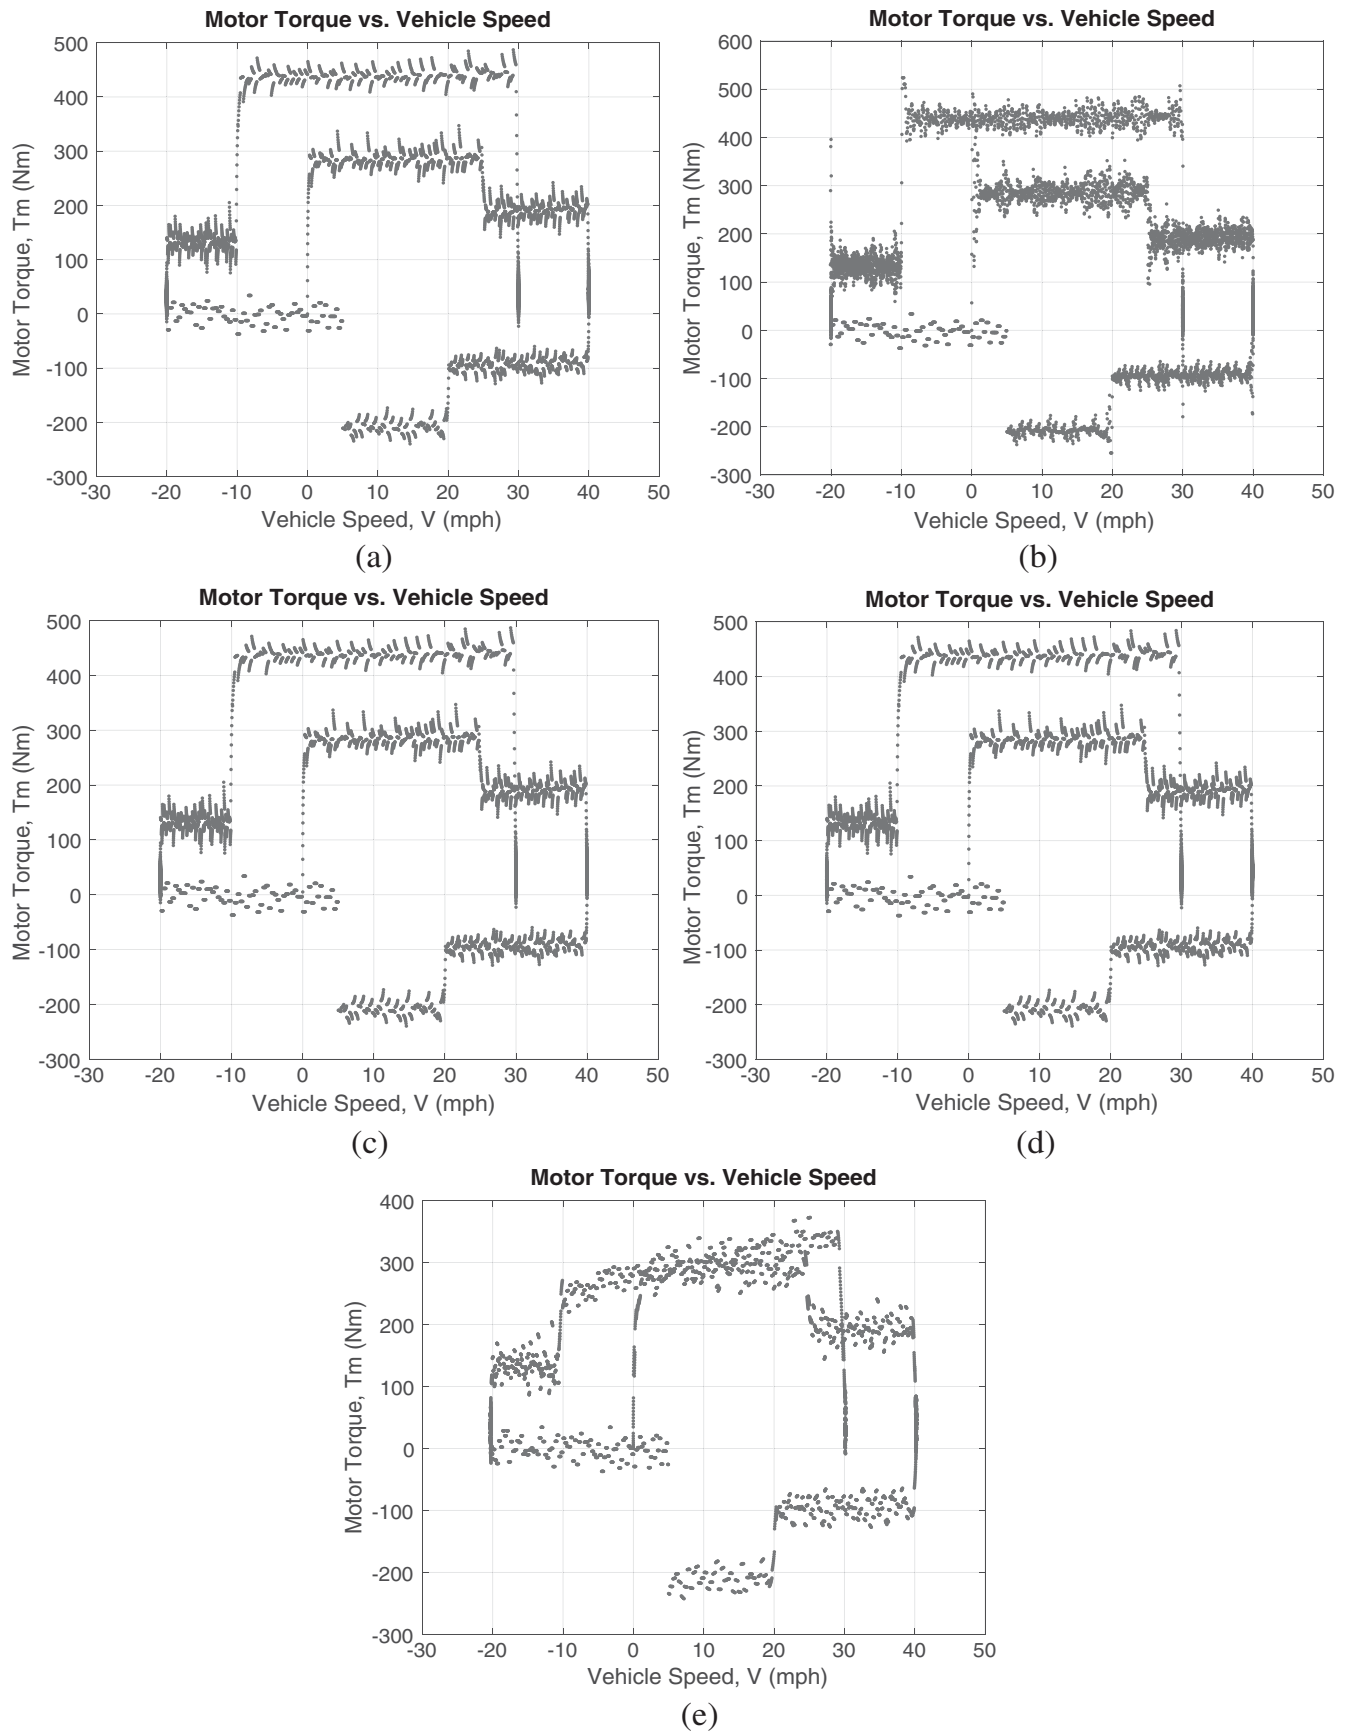 Motor Torque vs. Vehicle Speed
Motor Torque, Tm (Nm)
500
400
300
200
100
0
-100
-200
-300
-30 -20 -10 0 10 20 30 40 50
Vehicle Speed, V (mph)
(a)
Motor Torque vs. Vehicle Speed
Motor Torque, Tm (Nm)
600
500
400
300
200
100
0
-100
-200
-300
-30 -20 -10 0 10 20 30 40 50
Vehicle Speed, V (mph)
(b)
Motor Torque vs. Vehicle Speed
Motor Torque, Tm (Nm)
500
400
300
200
100
0
-100
-200
-300
-30 -20 -10 0 10 20 30 40 50
Vehicle Speed, V (mph)
(c)
Motor Torque vs. Vehicle Speed
Motor Torque, Tm (Nm)
500
400
300
200
100
0
-100
-200
-300
-30 -20 -10 0 10 20 30 40 50
Vehicle Speed, V (mph)
(d)
Motor Torque vs. Vehicle Speed
Motor Torque, Tm (Nm)
400
300
200
100
0
-100
-200
-300
-30 -20 -10 0 10 20 30 40 50
Vehicle Speed, V (mph)
(e)